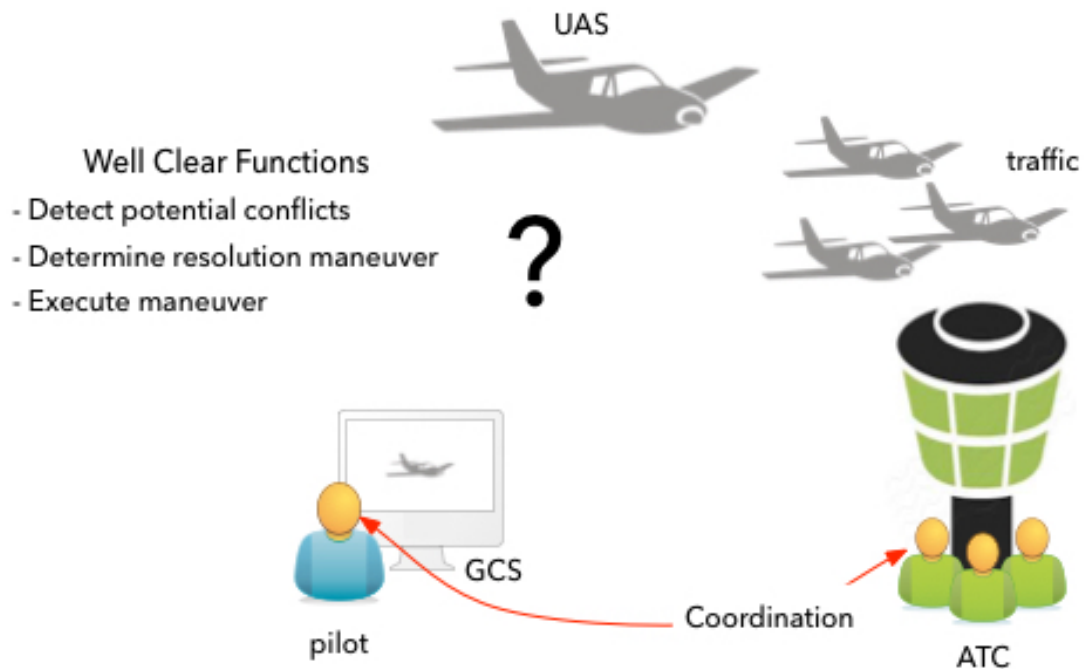 UAS
traffic
Well Clear Functions
- Detect potential conflicts
- Determine resolution maneuver
- Execute maneuver
?
GCS
Coordination
pilot
ATC